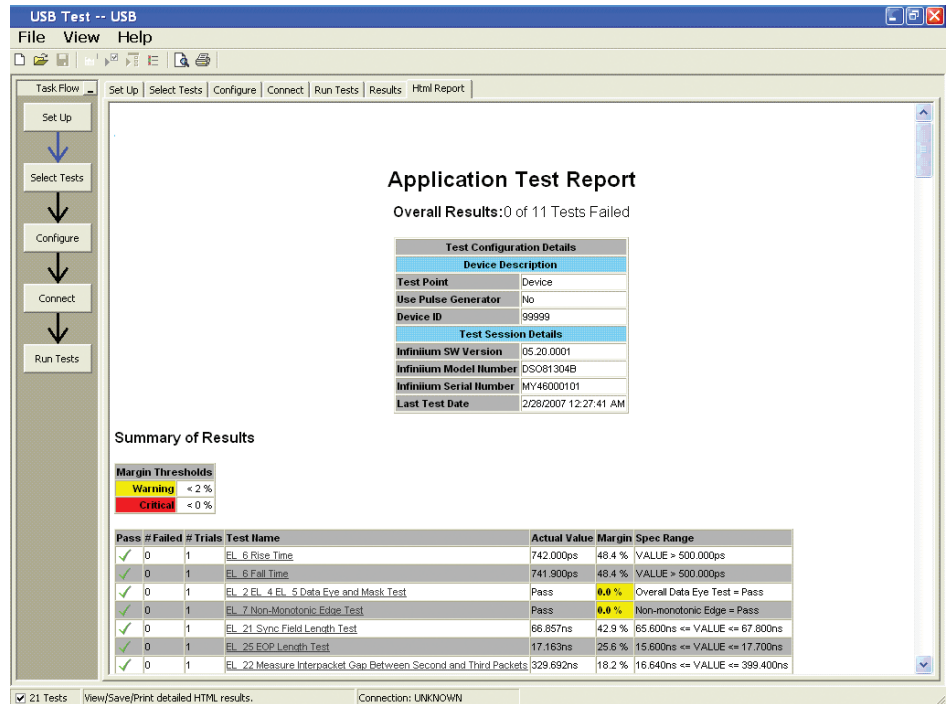 USB Test -- USB
File View Help
Task Flow
Set Up
Select Tests
Configure
Connect
Run Tests
Set Up Select Tests Configure Connect Run Tests Results Html Report
Application Test Report
Overall Results:0 of 11 Tests Failed
Test Configuration Details
Device Description
Test Point Device
Use Pulse Generator No
Device ID 99999
Test Session Details
Infiniium SW Version 05.20.0001
Infiniium Model Number DSO81304B
Infiniium Serial Number MY46000101
Last Test Date 2/28/2007 12:27:41 AM
Summary of Results
Margin Thresholds
Warning < 2 %
Critical < 0 %
Pass # Failed # Trials Test Name Actual Value Margin Spec Range
0 1 EL_6 Rise Time 742.000ps 48.4 % VALUE > 500.000ps
0 1 EL_6 Fall Time 741.900ps 48.4 % VALUE > 500.000ps
0 1 EL_2 EL_4 EL_5 Data Eye and Mask Test Pass 0.0 % Overall Data Eye Test = Pass
0 1 EL_7 Non-Monotonic Edge Test Pass 0.0 % Non-monotonic Edge = Pass
0 1 EL_21 Sync Field Length Test 66.857ns 42.9 % 65.600ns <= VALUE <= 67.800ns
0 1 EL_25 EOP Length Test 17.163ns 25.6 % 15.600ns <= VALUE <= 17.700ns
0 1 EL_22 Measure Interpacket Gap Between Second and Third Packets 329.692ns 18.2 % 16.640ns <= VALUE <= 399.400ns
21 Tests View/Save/Print detailed HTML results. Connection: UNKNOWN